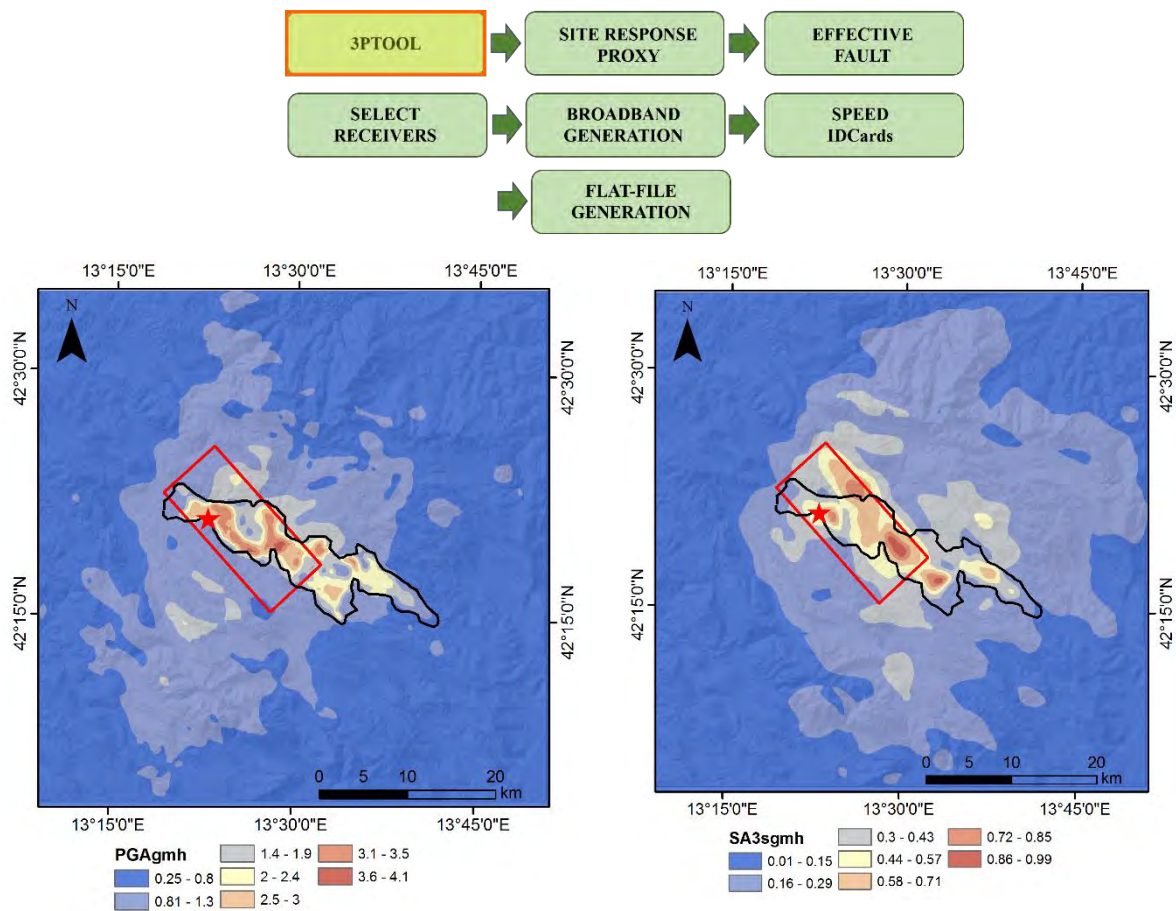 3PTOOL
SITE RESPONSE
PROXY
EFFECTIVE
FAULT
SELECT
RECEIVERS
BROADBAND
GENERATION
SPEED
IDCards
FLAT-FILE
GENERATION
13°15'0"E
13°30'0"E
13°45'0"E
42°30'0"N
42°15'0"N
N
42°30'0"N
42°15'0"N
0 5 10 20
km
13°15'0"E
13°30'0"E
13°45'0"E
PGAgmh
0.25 - 0.8
0.81 - 1.3
1.4 - 1.9
2 - 2.4
2.5 - 3
3.1 - 3.5
3.6 - 4.1
13°15'0"E
13°30'0"E
13°45'0"E
42°30'0"N
42°15'0"N
N
42°30'0"N
42°15'0"N
0 5 10 20
km
13°15'0"E
13°30'0"E
13°45'0"E
SA3sgmh
0.01 - 0.15
0.16 - 0.29
0.3 - 0.43
0.44 - 0.57
0.58 - 0.71
0.72 - 0.85
0.86 - 0.99